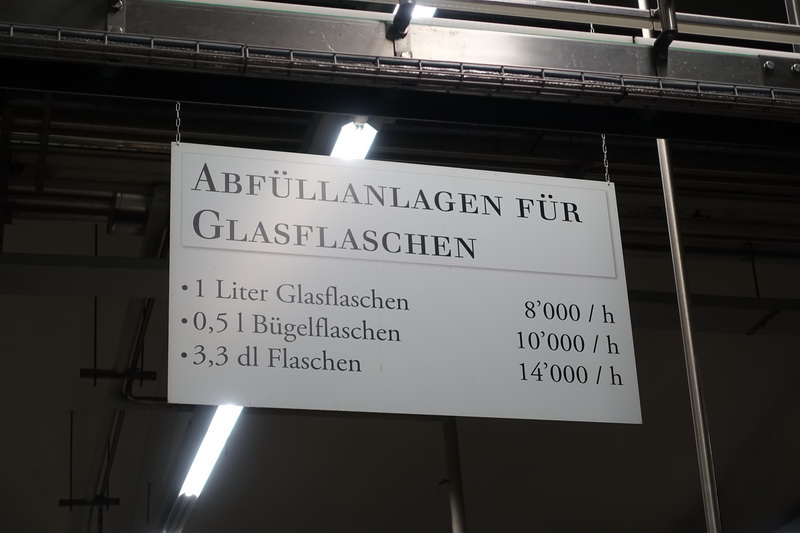 ABFÜLLANLAGEN FÜR
GLASFLASCHEN
• 1 Liter Glasflaschen 8’000 / h
• 0,5 l Bügelflaschen 10’000 / h
• 3,3 dl Flaschen 14’000 / h